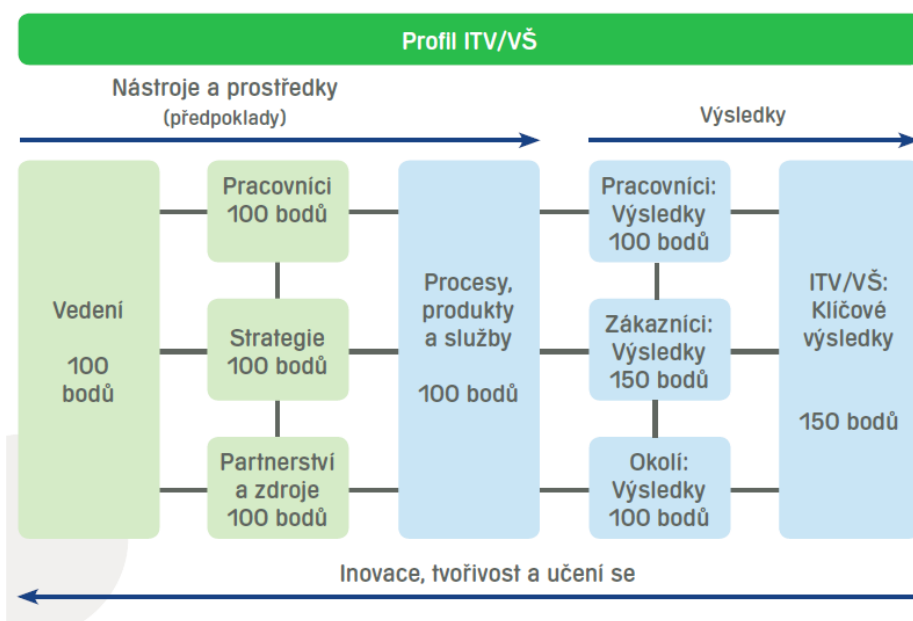 Profil ITV/VŠ
Nástroje a prostředky
(předpoklady)
Výsledky
Vedení
100
bodů
Pracovníci
100 bodů
Strategie
100 bodů
Partnerství
a zdroje
100 bodů
Procesy,
produkty
a služby
100 bodů
Pracovníci:
Výsledky
100 bodů
Zákazníci:
Výsledky
150 bodů
Okolí:
Výsledky
100 bodů
ITV/VŠ:
Klíčové
výsledky
150 bodů
Inovace, tvořivost a učení se